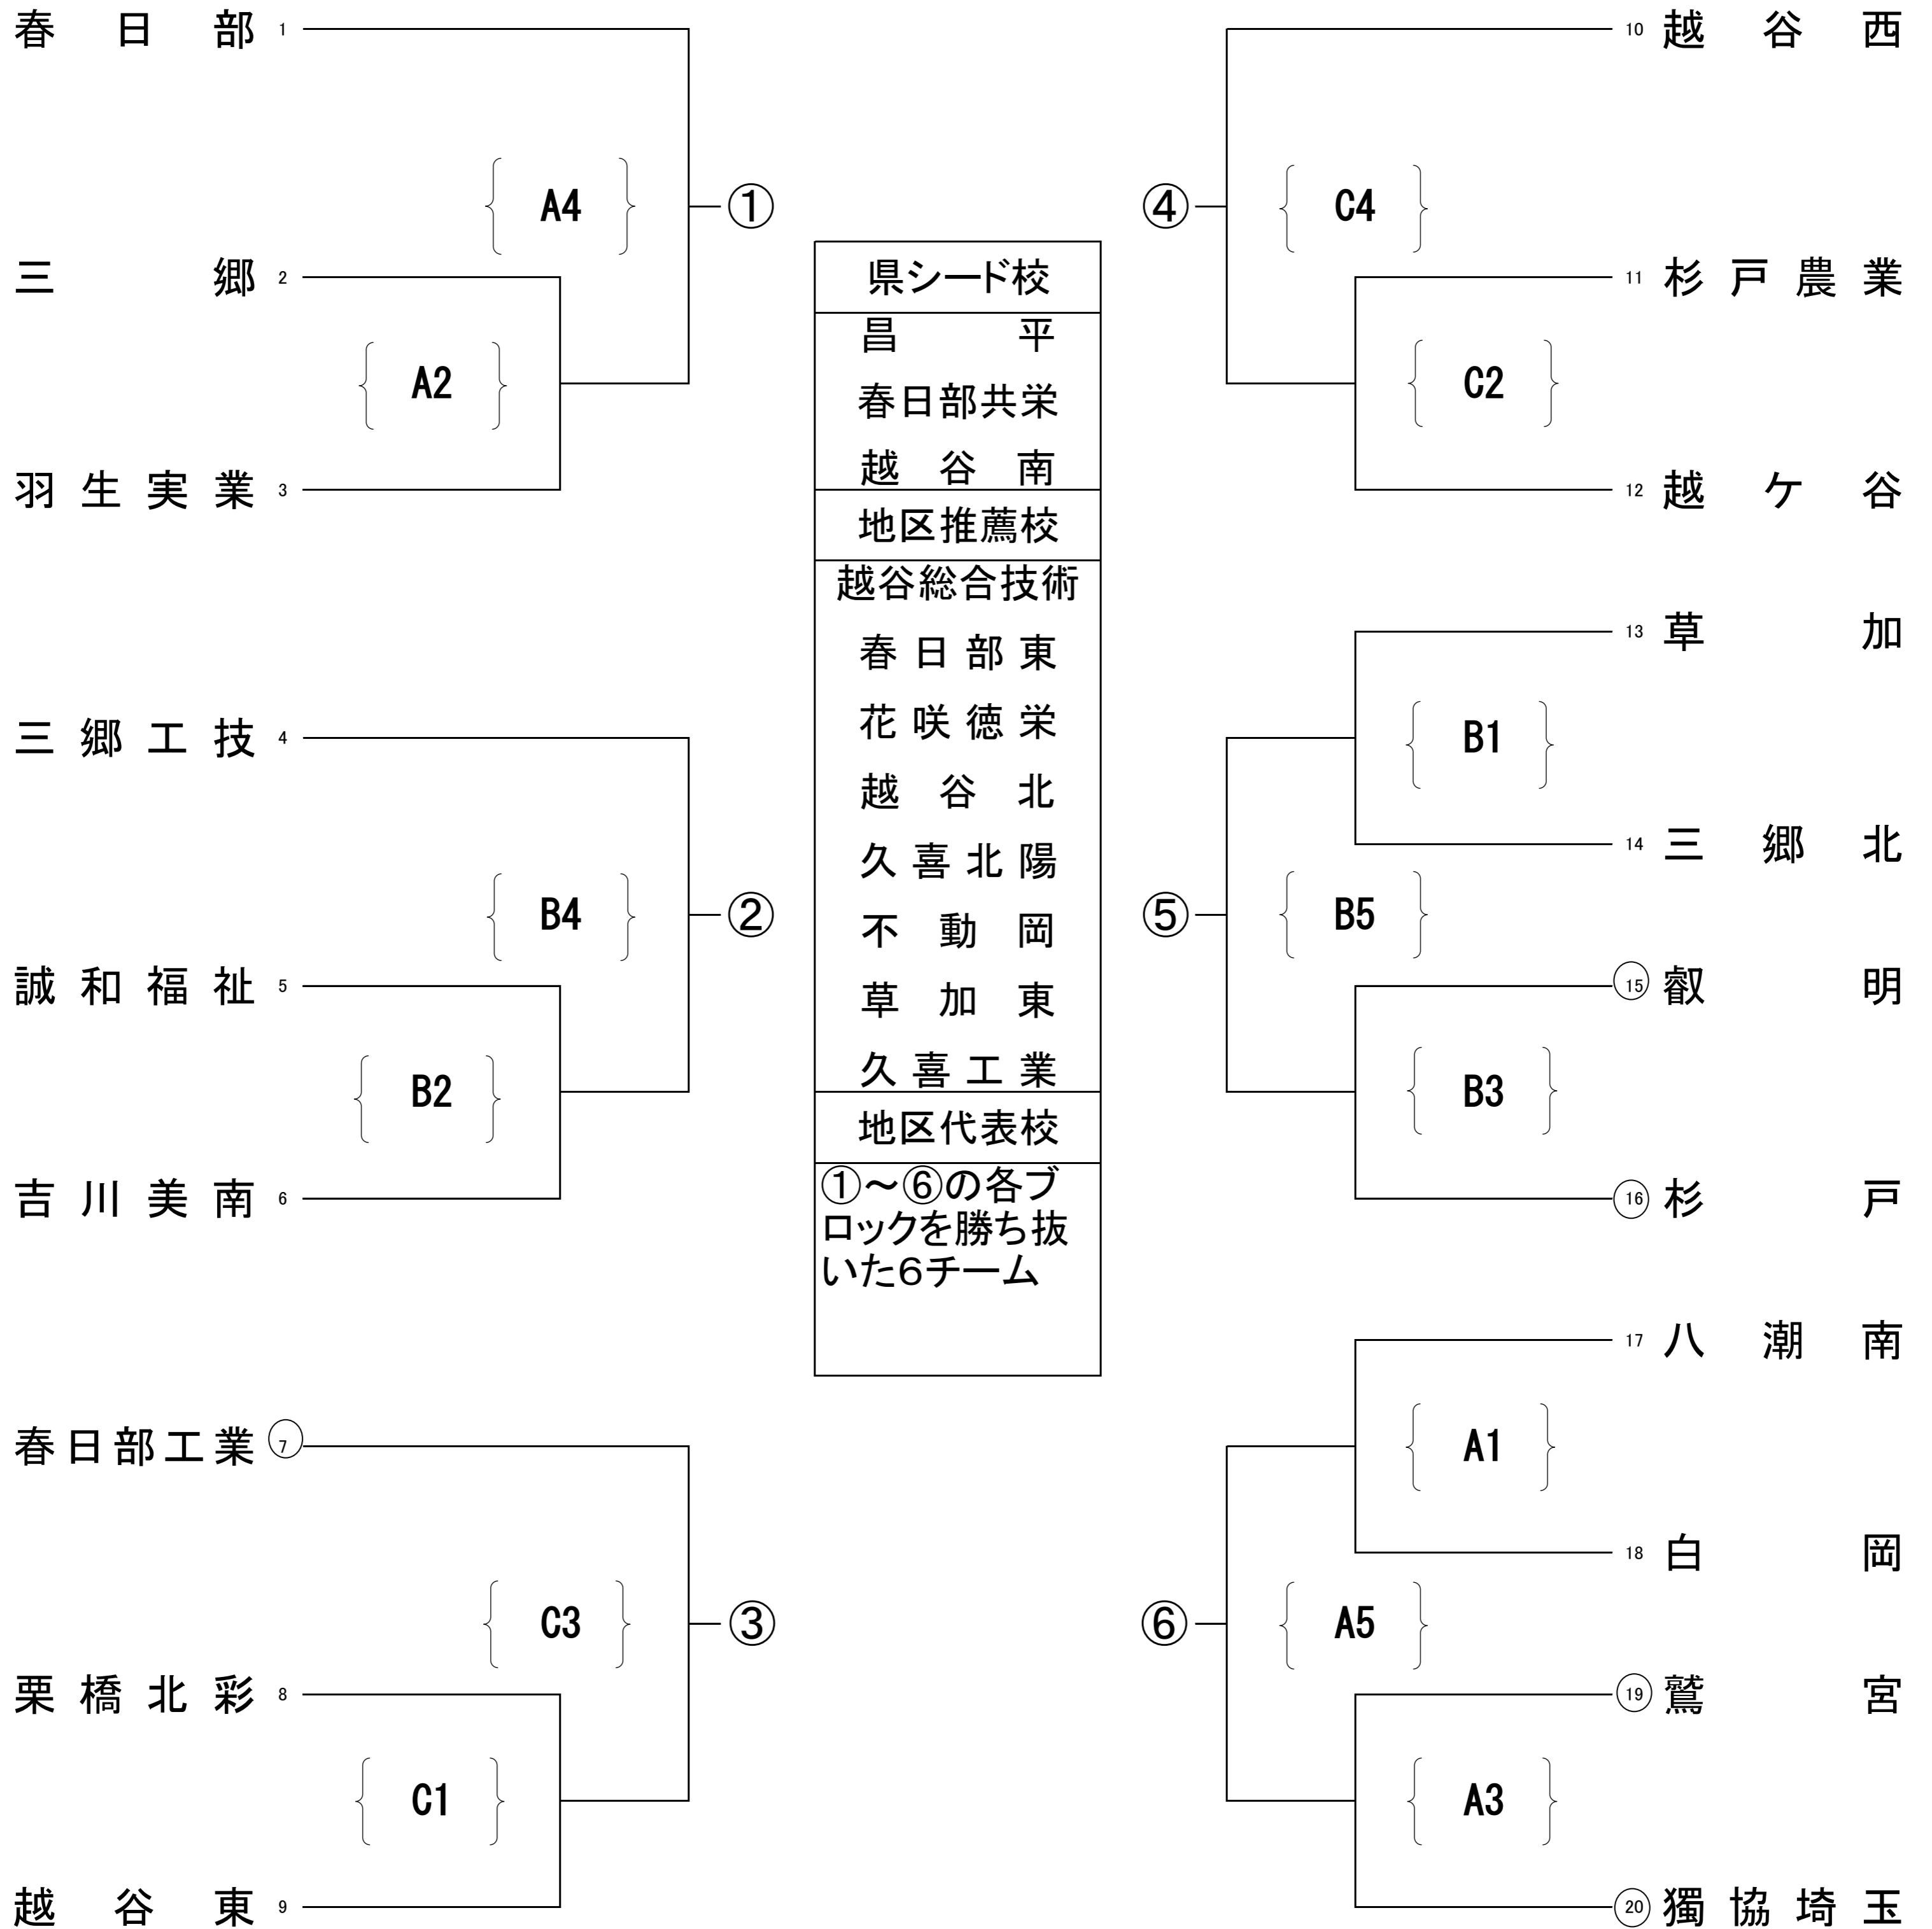 春日部 1
A4
①
三郷 2
A2
羽生実業 3
三郷工技 4
B4
②
誠和福祉 5
B2
吉川美南 6
春日部工業 7
C3
③
栗橋北彩 8
C1
越谷東 9
県シード校
昌平
春日部共栄
越谷南
地区推薦校
越谷総合技術
春日部東
花咲徳栄
越谷北
久喜北陽
不動岡
草加東
久喜工業
地区代表校
①～⑥の各ブ
ロックを勝ち抜
いた6チーム
10 越谷西
④
C4
11 杉戸農業
C2
12 越ケ谷
13 草加
B1
14 三郷北
⑤
B5
15 叡明
B3
16 杉戸
17 八潮南
A1
18 白岡
⑥
A5
19 鷲宮
A3
20 獨協埼玉